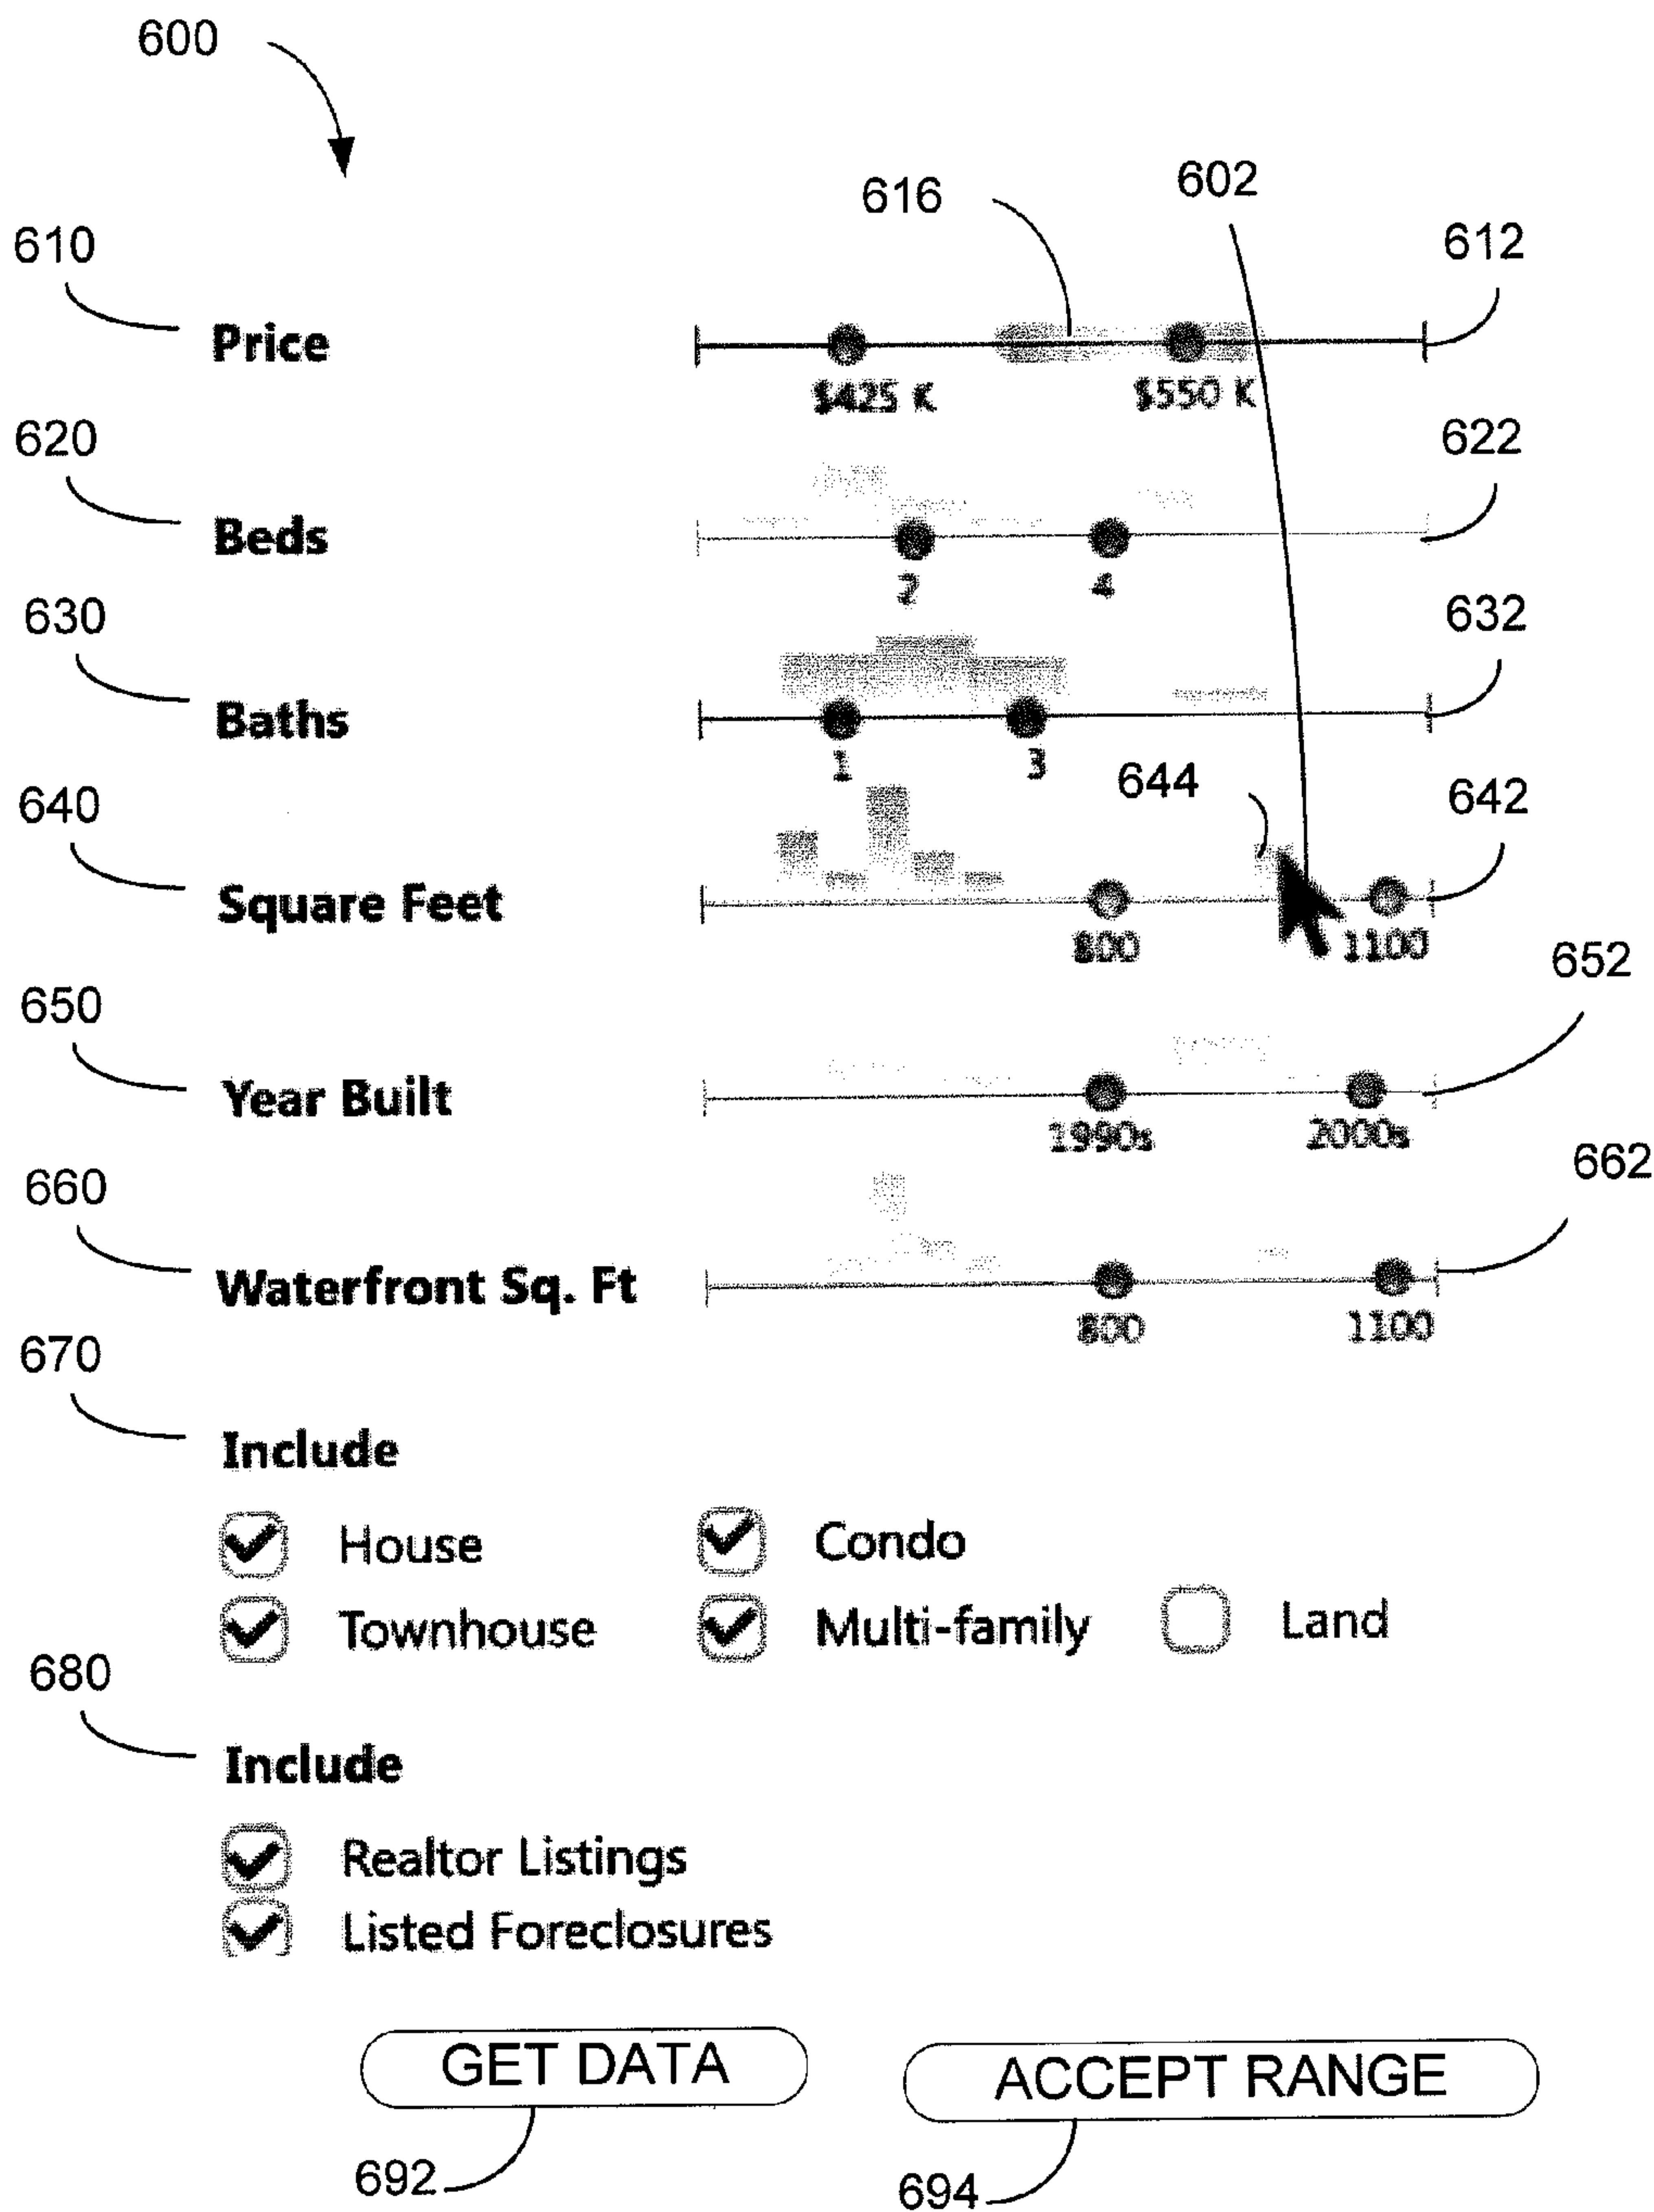 600
616
602
610
612
Price
$425 K
$550 K
620
622
Beds
2
4
630
632
Baths
1
3
644
640
642
Square Feet
800
1100
652
650
Year Built
1990s
2000s
662
660
Waterfront Sq. Ft
800
1100
670
Include
House
Condo
Townhouse
Multi-family
Land
680
Include
Realtor Listings
Listed Foreclosures
GET DATA
ACCEPT RANGE
692
694